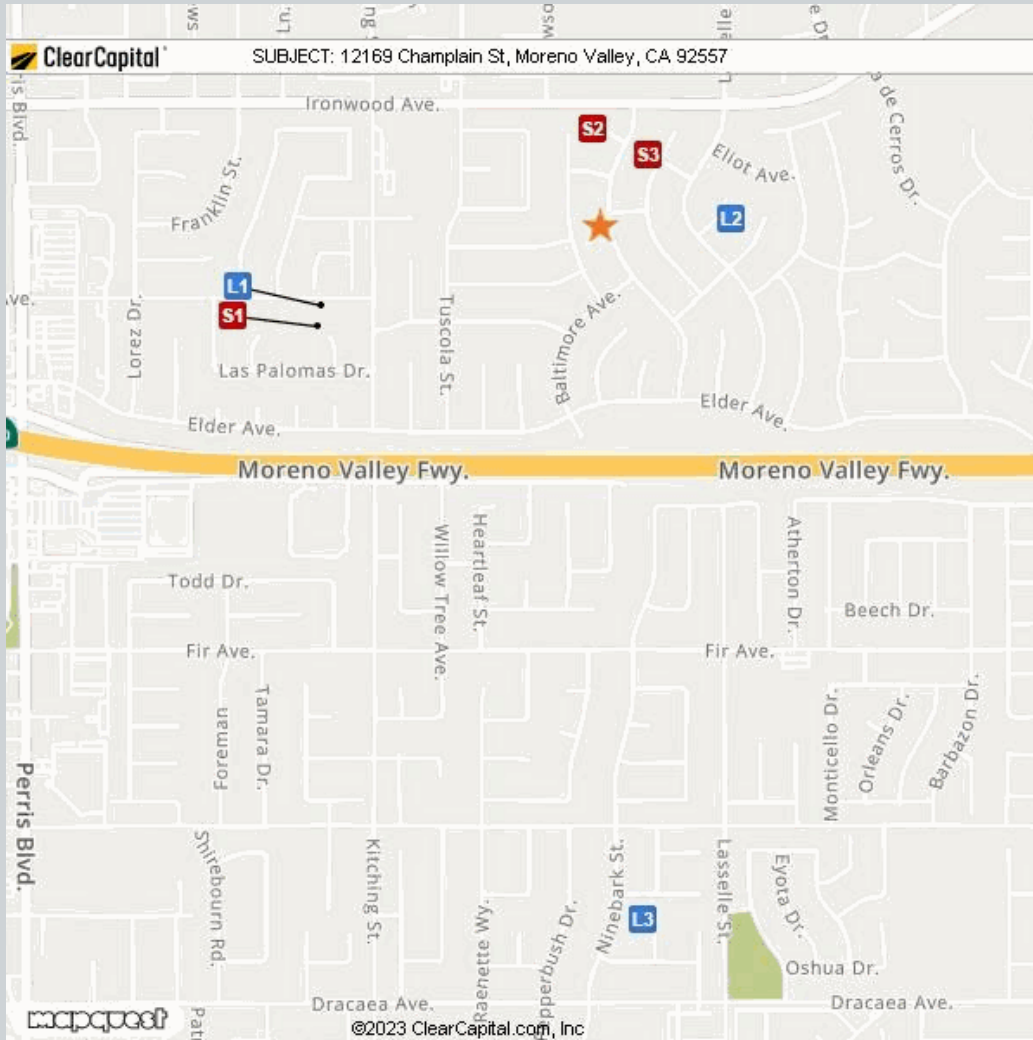 ClearCapital
SUBJECT: 12169 Champlain St, Moreno Valley, CA 92557
Ironwood Ave.
is Blvd.
S2
S3
Eliot Ave.
a de Cerros Dr.
Franklin St.
L2
L1
S1
ve.
Lorez Dr.
Tuscola St.
Baltimore Ave.
Las Palomas Dr.
Elder Ave.
Elder Ave.
Moreno Valley Fwy.
Moreno Valley Fwy.
Willow Tree Ave.
Heartleaf St.
Atherton Dr.
Todd Dr.
Beech Dr.
Fir Ave.
Fir Ave.
Foreman
Tamara Dr.
Monticello Dr.
Orleans Dr.
Barbazon Dr.
Perris Blvd.
Shirebourn Rd.
Kitching St.
Raenette Wy.
epperbush Dr.
Ninebark St.
Lasselle St.
Eyota Dr.
L3
Oshua Dr.
Dracaea Ave.
Dracaea Ave.
mapquest
©2023 ClearCapital.com, Inc